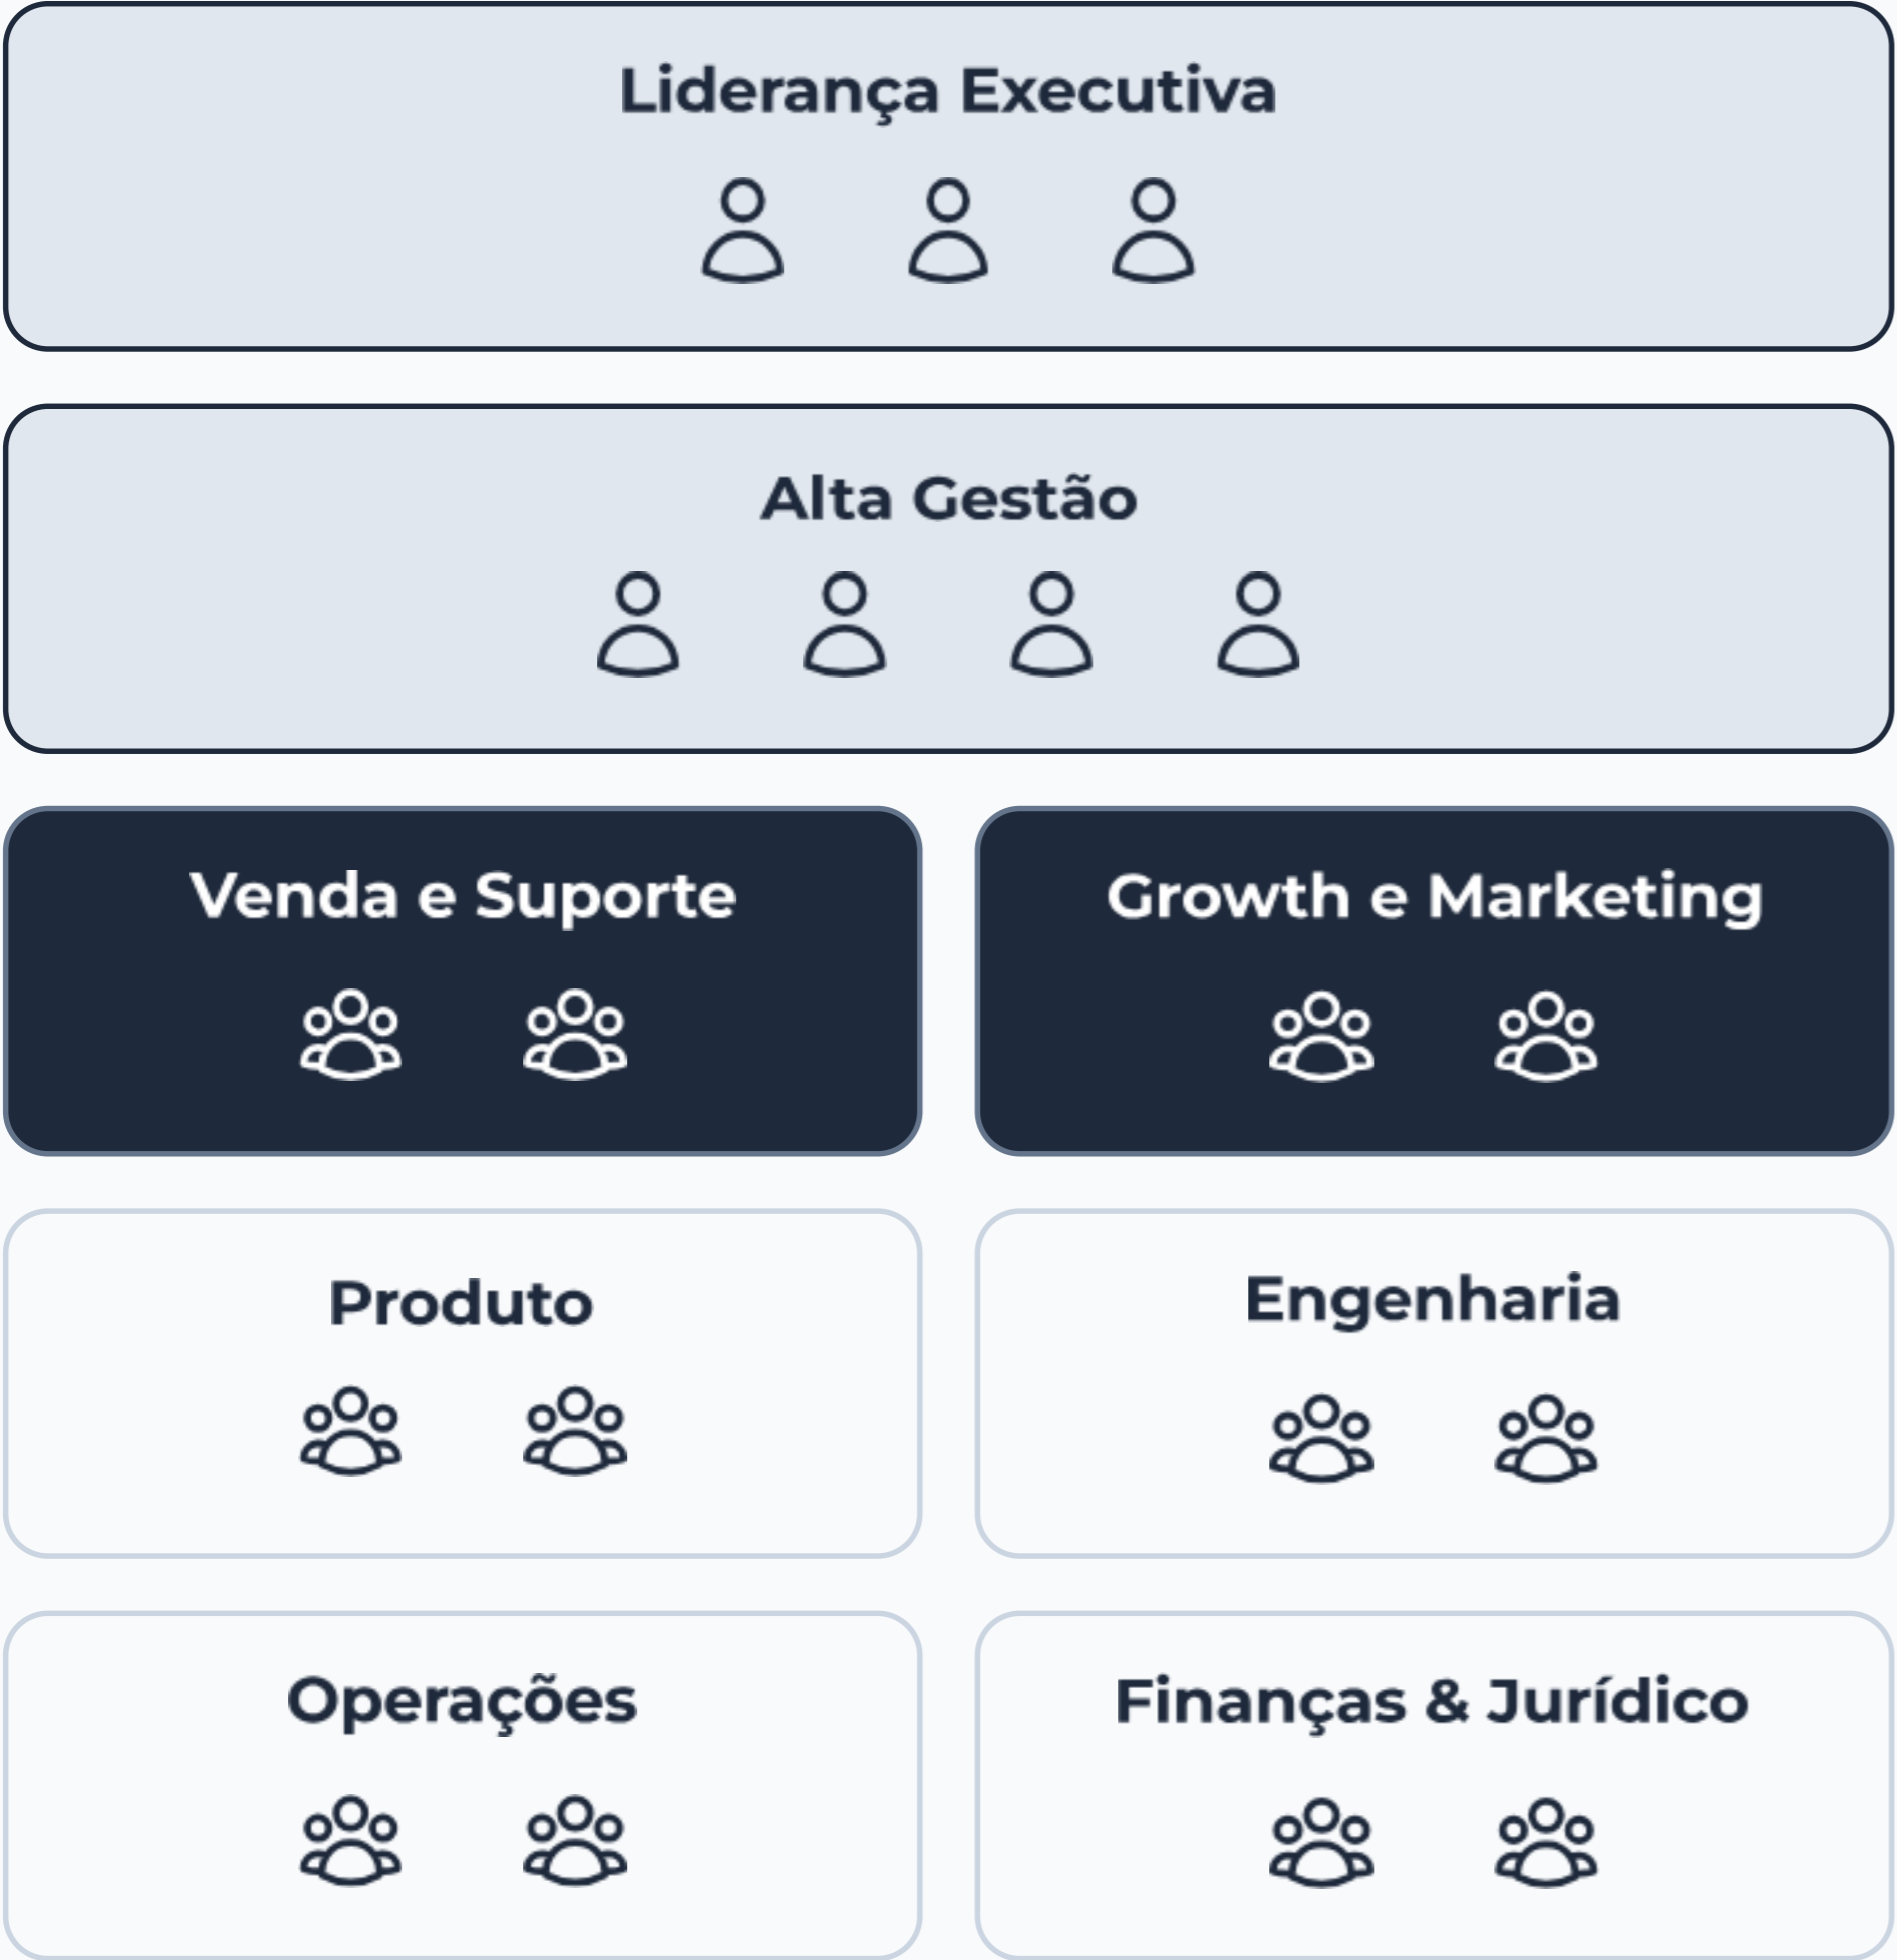 Liderança Executiva
Alta Gestão
Venda e Suporte
Growth e Marketing
Produto
Engenharia
Operações
Finanças & Jurídico